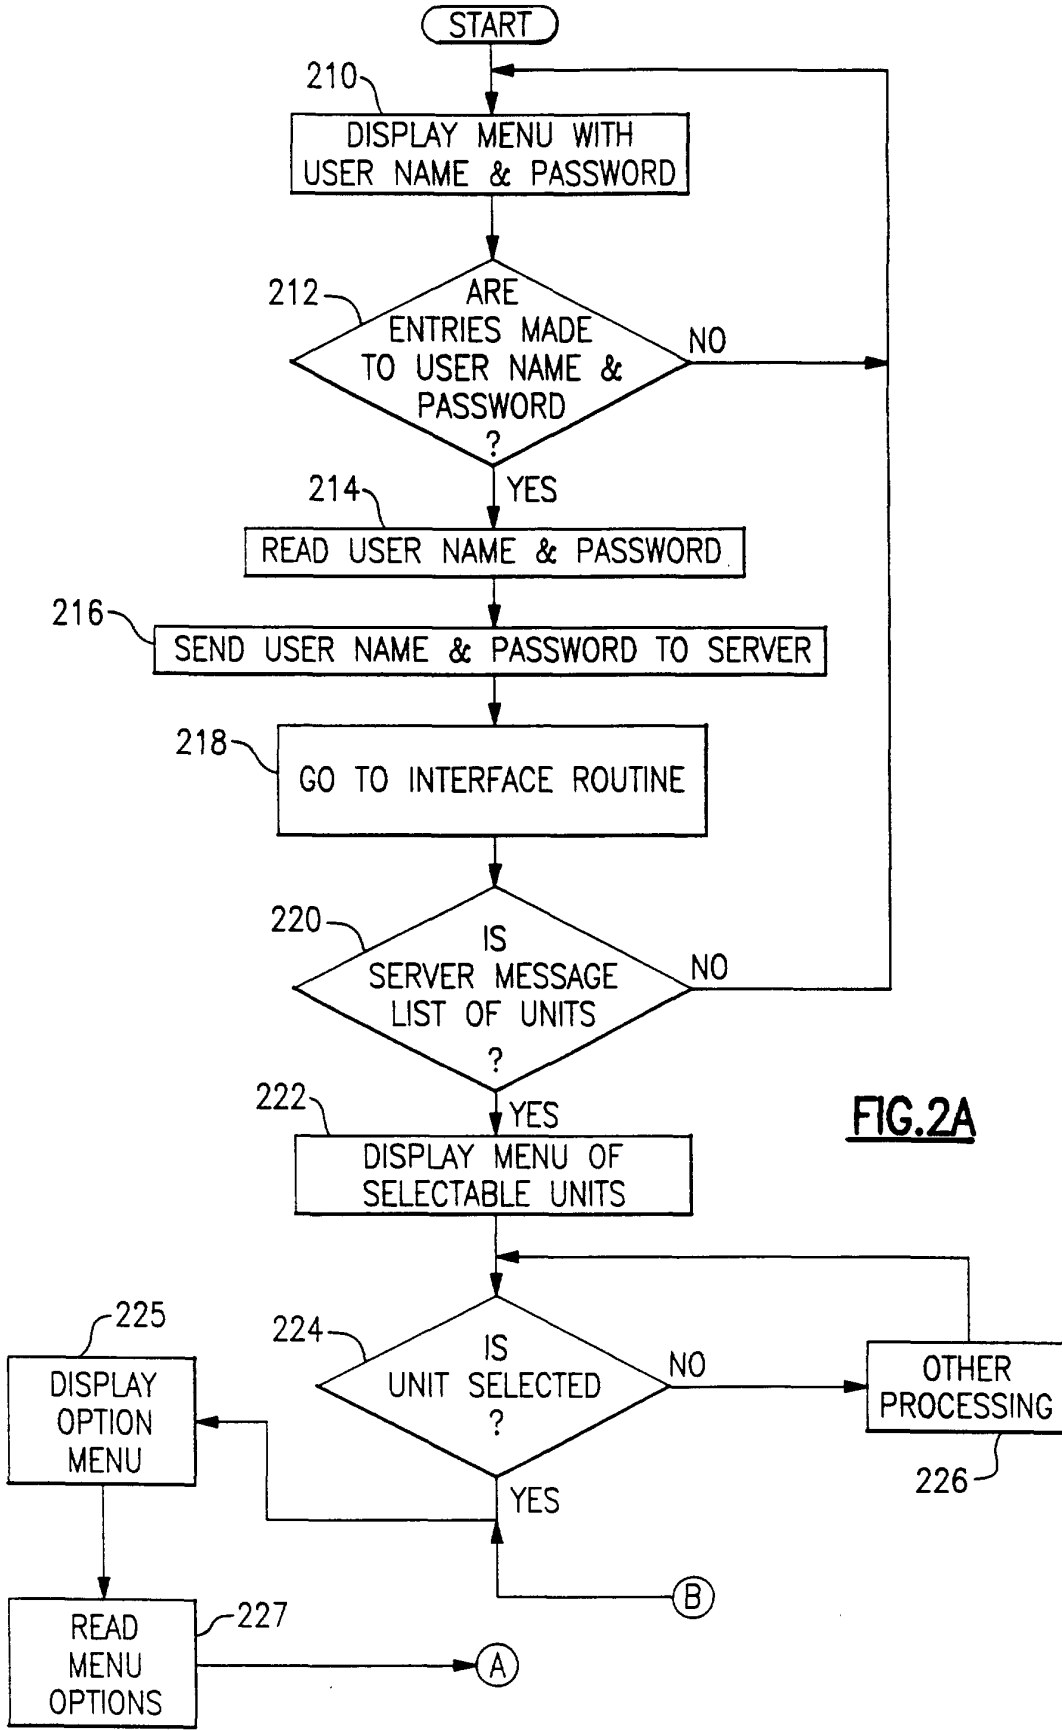 START
210
DISPLAY MENU WITH
USER NAME & PASSWORD
212
ARE
ENTRIES MADE
TO USER NAME &
PASSWORD
?
NO
YES
214
READ USER NAME & PASSWORD
216
SEND USER NAME & PASSWORD TO SERVER
218
GO TO INTERFACE ROUTINE
220
IS
SERVER MESSAGE
LIST OF UNITS
?
NO
YES
222
DISPLAY MENU OF
SELECTABLE UNITS
FIG.2A
224
IS
UNIT SELECTED
?
NO
YES
OTHER
PROCESSING
226
225
DISPLAY
OPTION
MENU
B
227
READ
MENU
OPTIONS
A